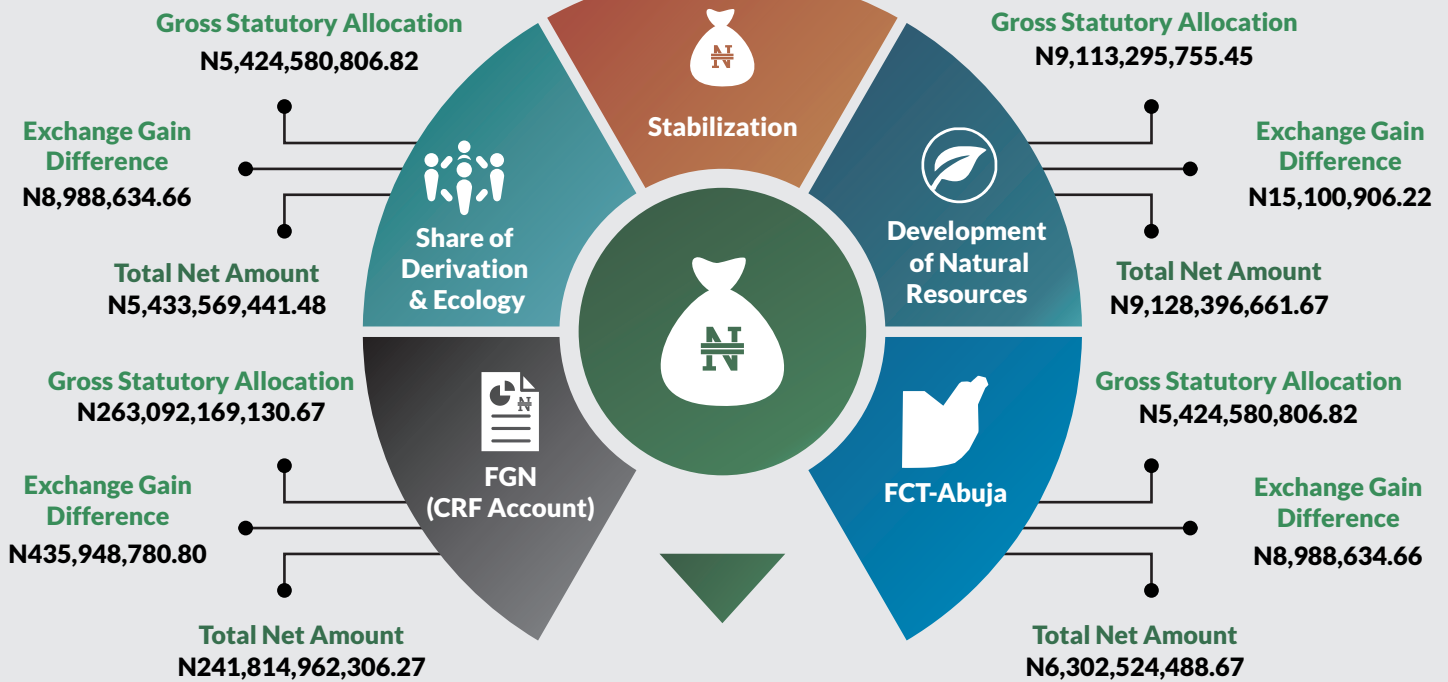 Gross Statutory Allocation
N5,424,580,806.82
Exchange Gain
Difference
N8,988,634.66
Total Net Amount
N5,433,569,441.48
Share of
Derivation
& Ecology
N
Stabilization
Gross Statutory Allocation
N9,113,295,755.45
Exchange Gain
Difference
N15,100,906.22
Total Net Amount
N9,128,396,661.67
Development
of Natural
Resources
N
Gross Statutory Allocation
N263,092,169,130.67
Exchange Gain
Difference
N435,948,780.80
Total Net Amount
N241,814,962,306.27
N
FGN
(CRF Account)
FCT-Abuja
Gross Statutory Allocation
N5,424,580,806.82
Exchange Gain
Difference
N8,988,634.66
Total Net Amount
N6,302,524,488.67